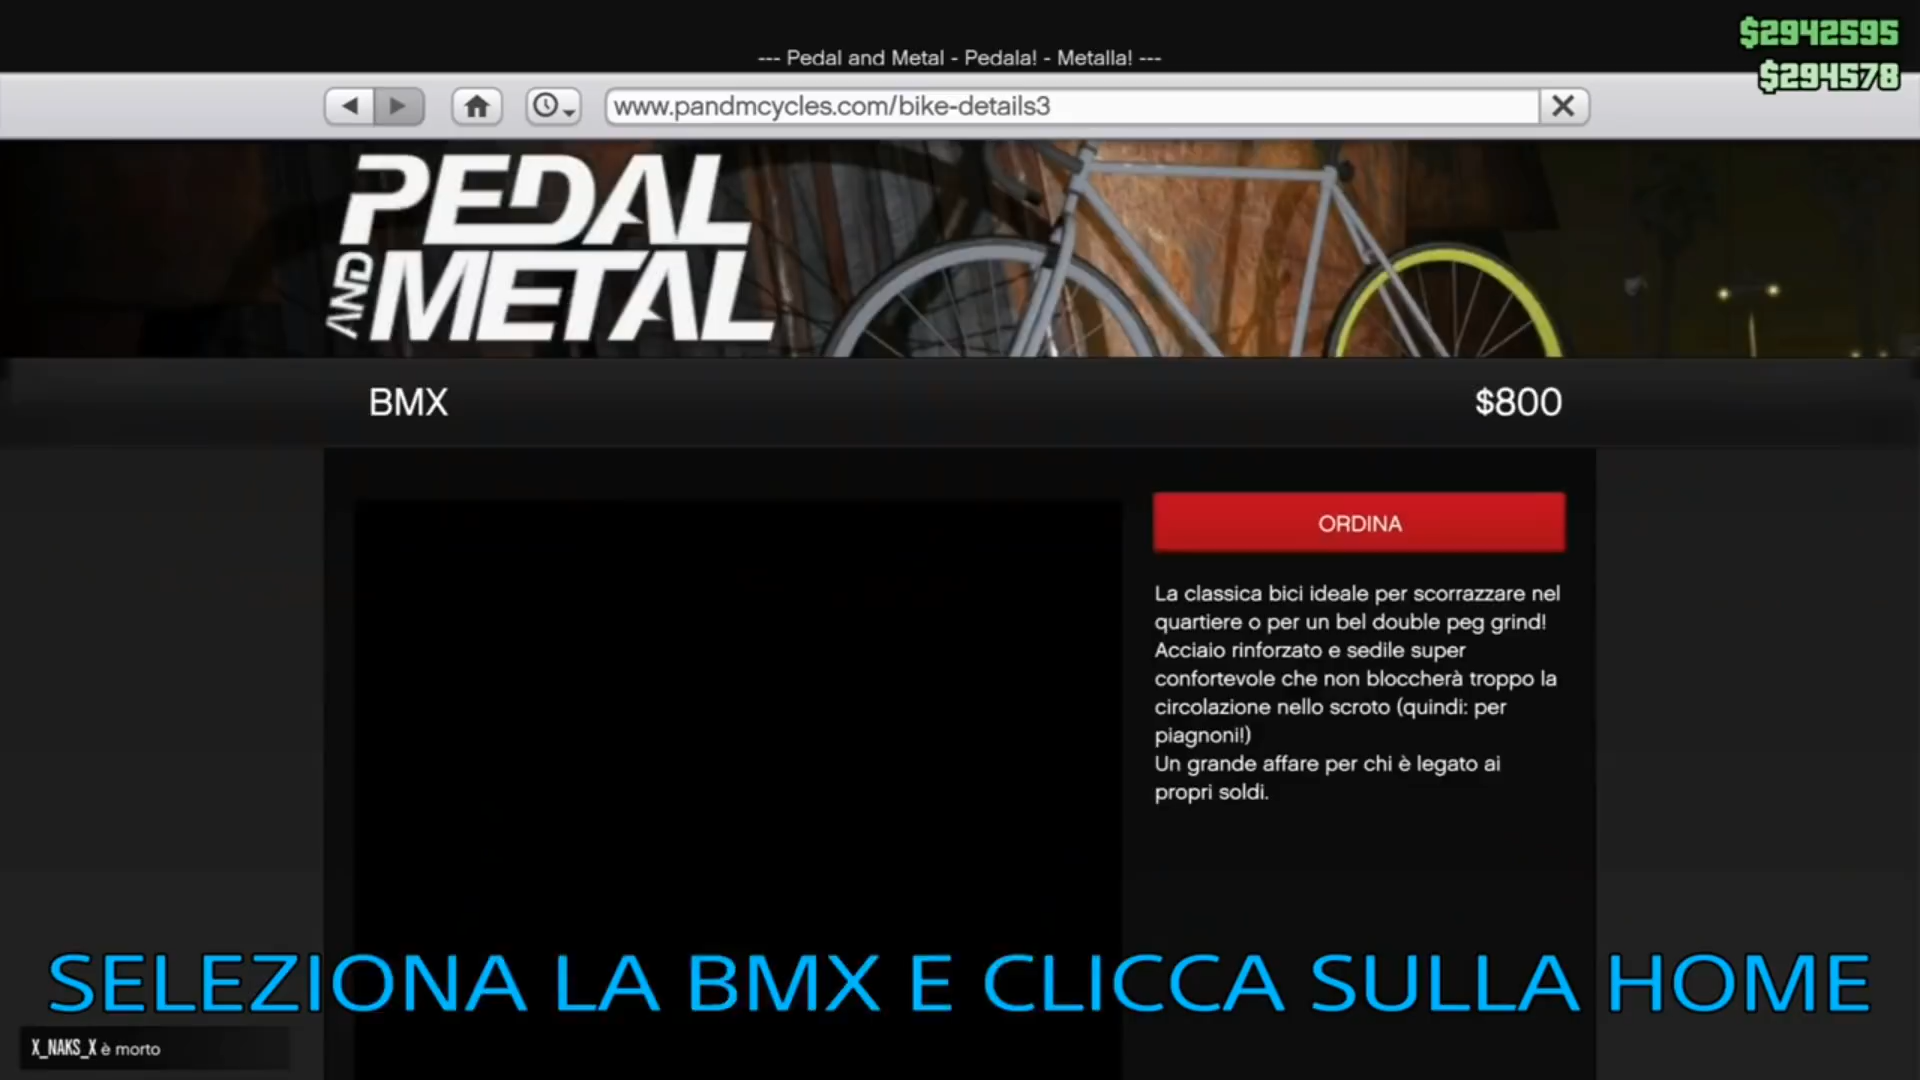 $2942595
$294578
--- Pedal and Metal - Pedala! - Metalla! ---
www.pandmcycles.com/bike-details3
PEDAL
AND METAL
BMX
$800
ORDINA
La classica bici ideale per scorrazzare nel
quartiere o per un bel double peg grind!
Acciaio rinforzato e sedile super
confortevole che non bloccherà troppo la
circolazione nello scroto (quindi: per
piagnoni!)
Un grande affare per chi è legato ai
propri soldi.
SELEZIONA LA BMX E CLICCA SULLA HOME
X_NAKS_X è morto